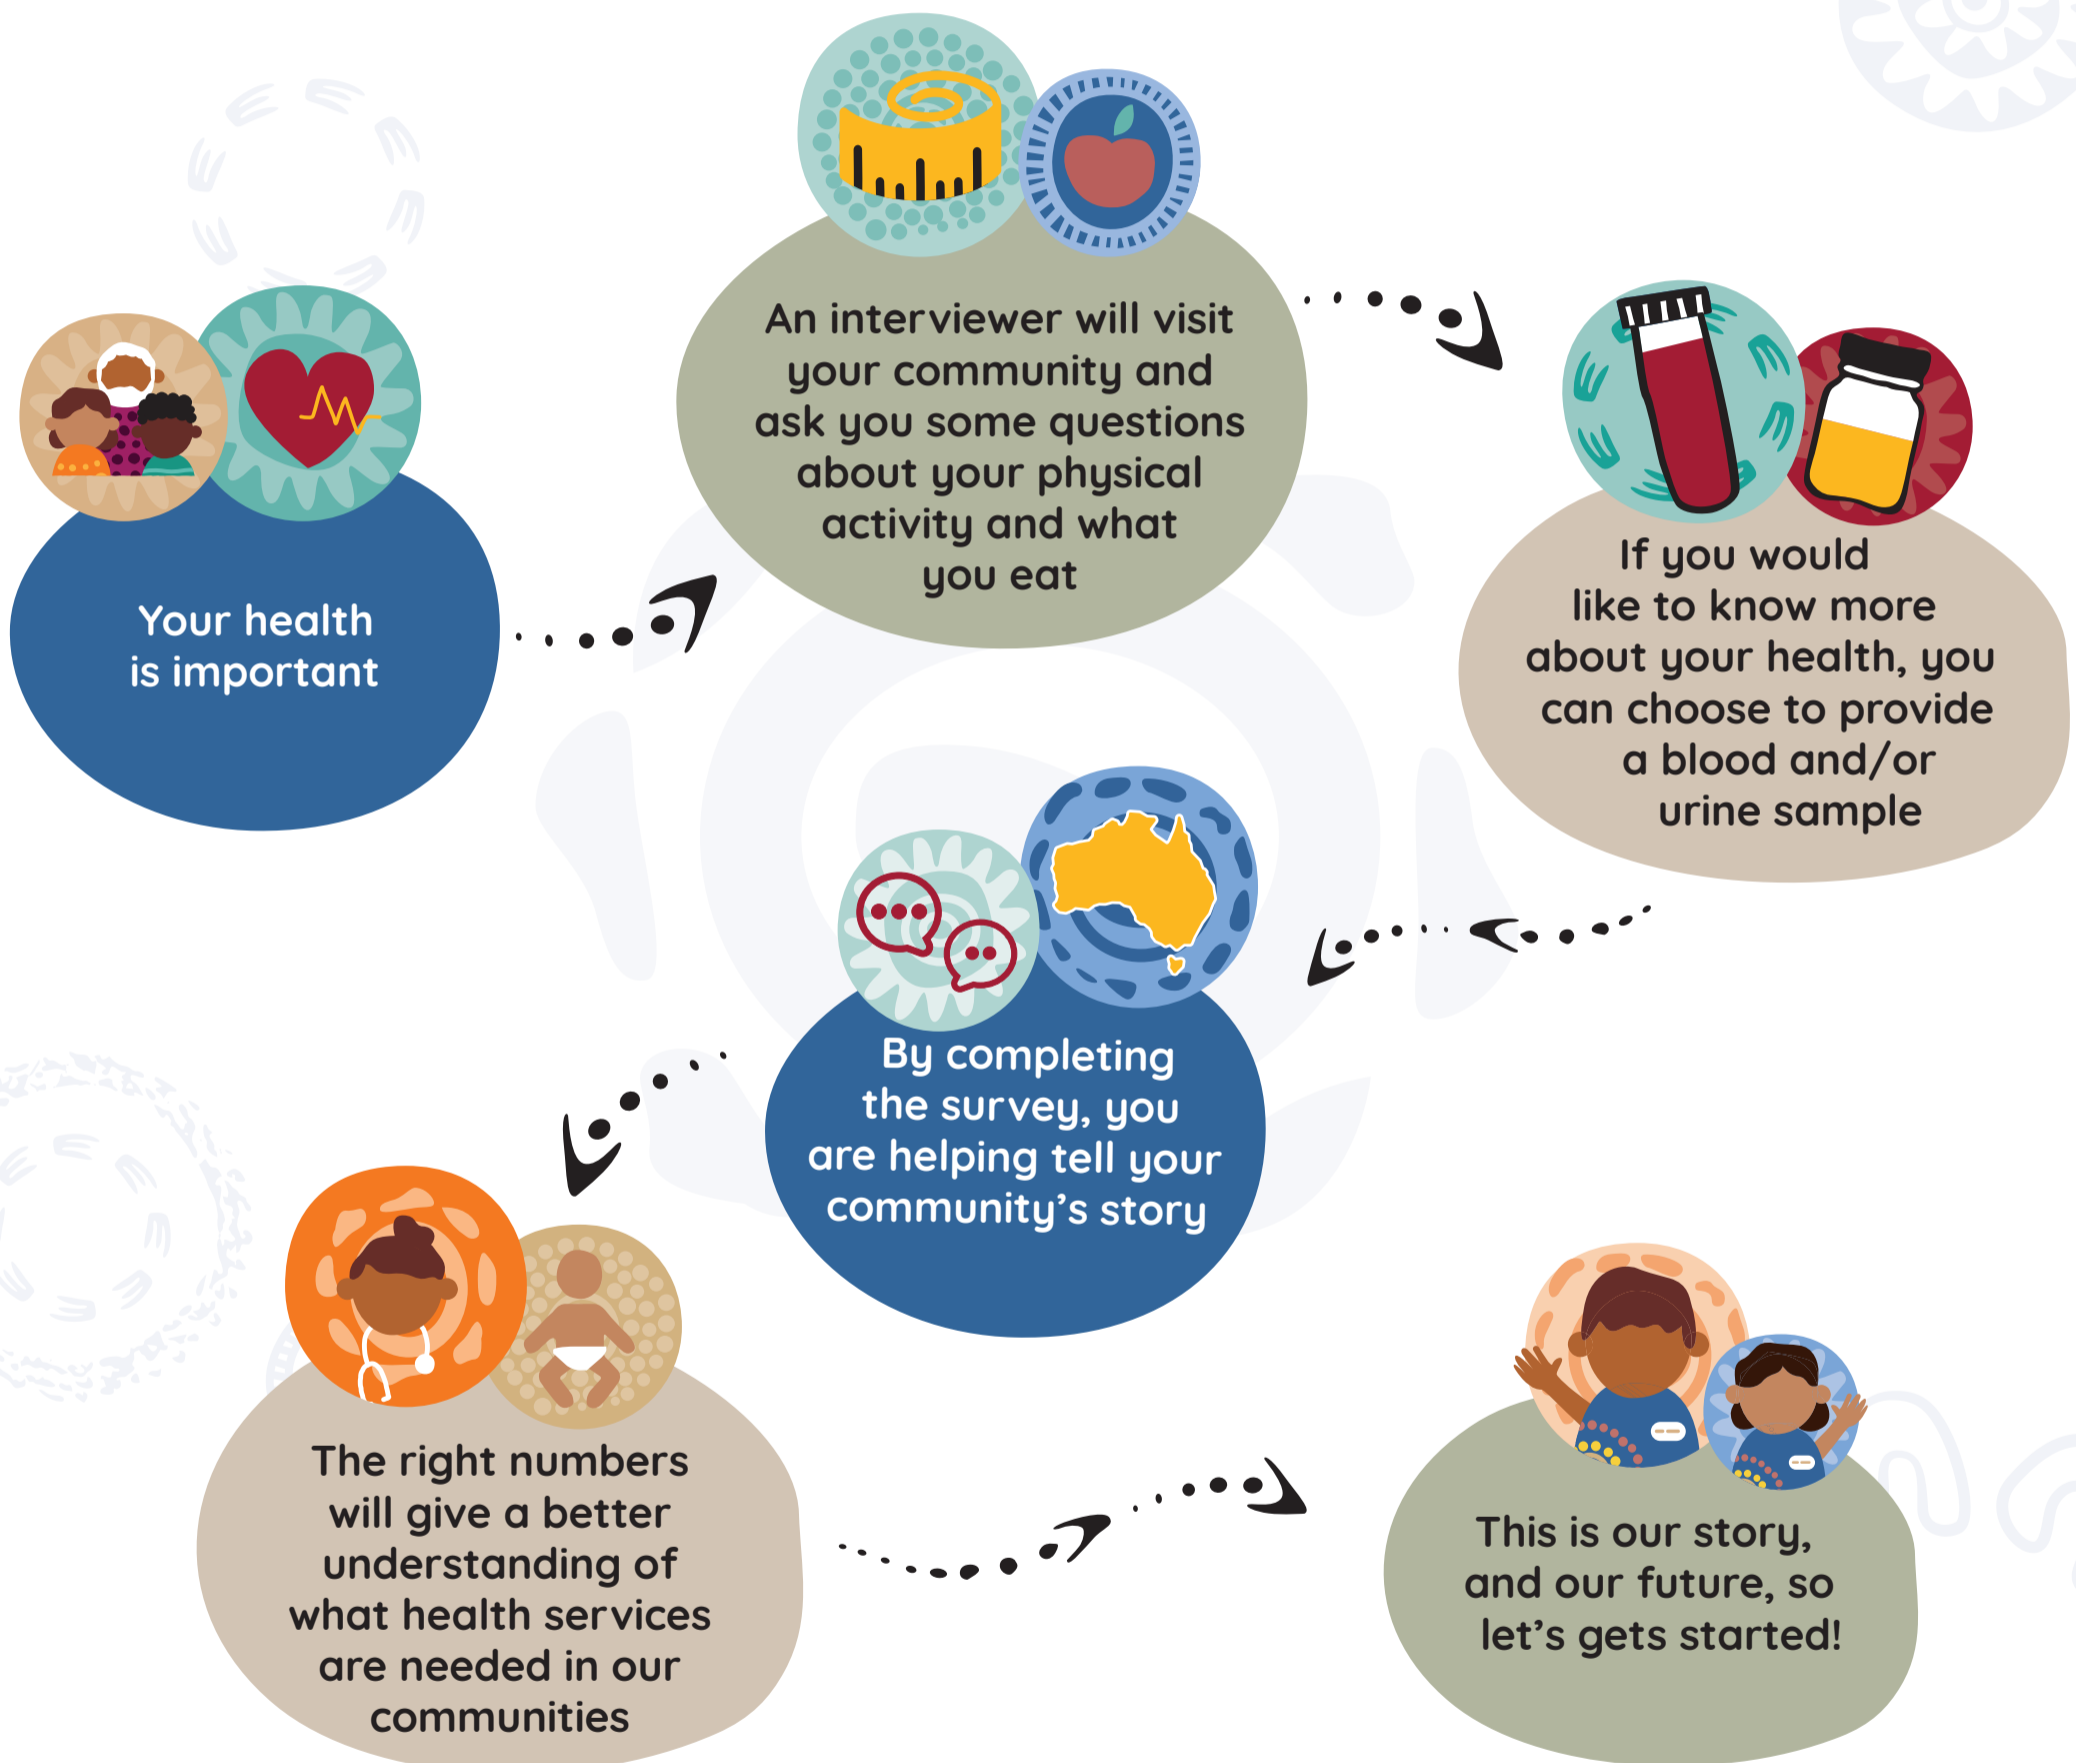 Your health
is important
An interviewer will visit
your community and
ask you some questions
about your physical
activity and what
you eat
If you would
like to know more
about your health, you
can choose to provide
a blood and/or
urine sample
By completing
the survey, you
are helping tell your
community's story
The right numbers
will give a better
understanding of
what health services
are needed in our
communities
This is our story,
and our future, so
let's gets started!